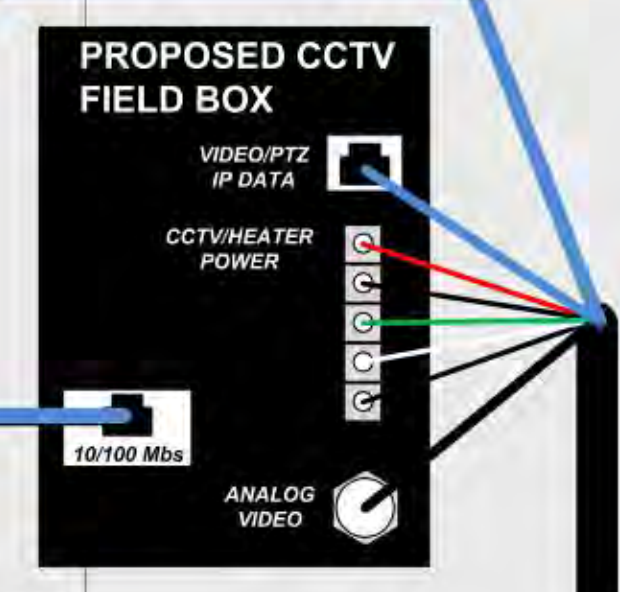 PROPOSED CCTV
FIELD BOX
VIDEO/PTZ
IP DATA
CCTV/HEATER
POWER
10/100 Mbs
ANALOG
VIDEO